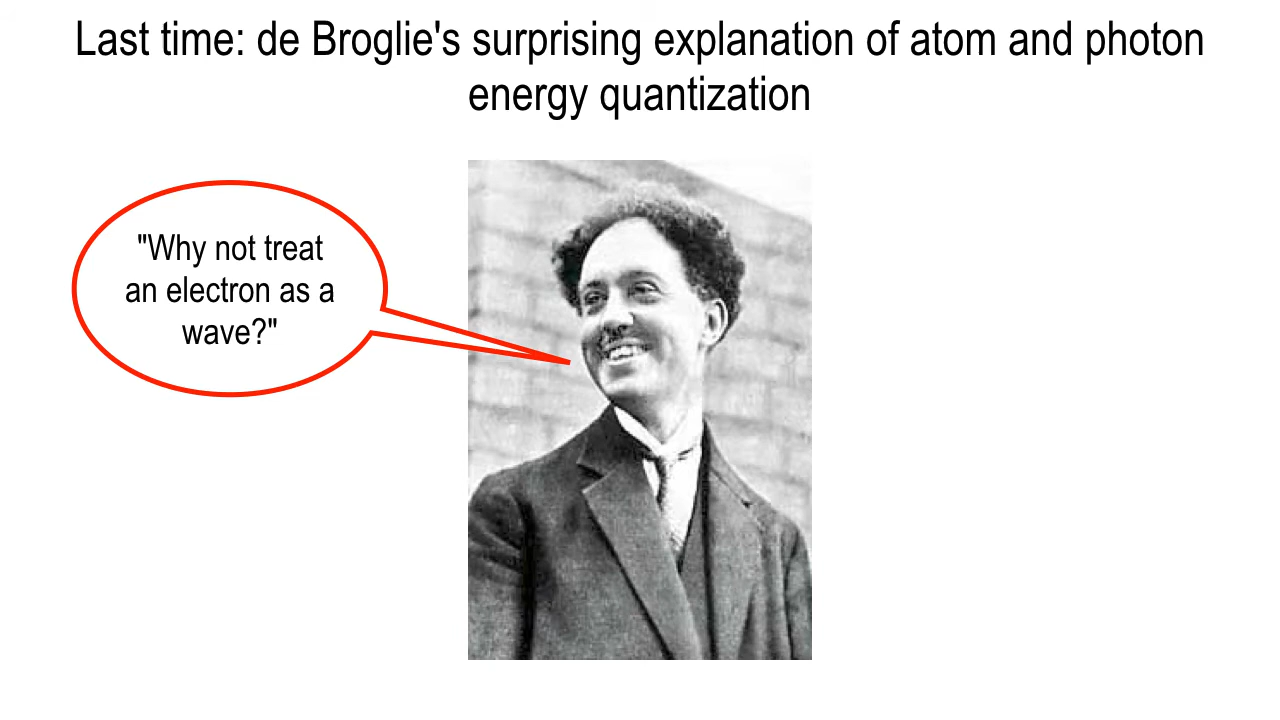 Last time: de Broglie's surprising explanation of atom and photon
energy quantization
"Why not treat
an electron as a
wave?"